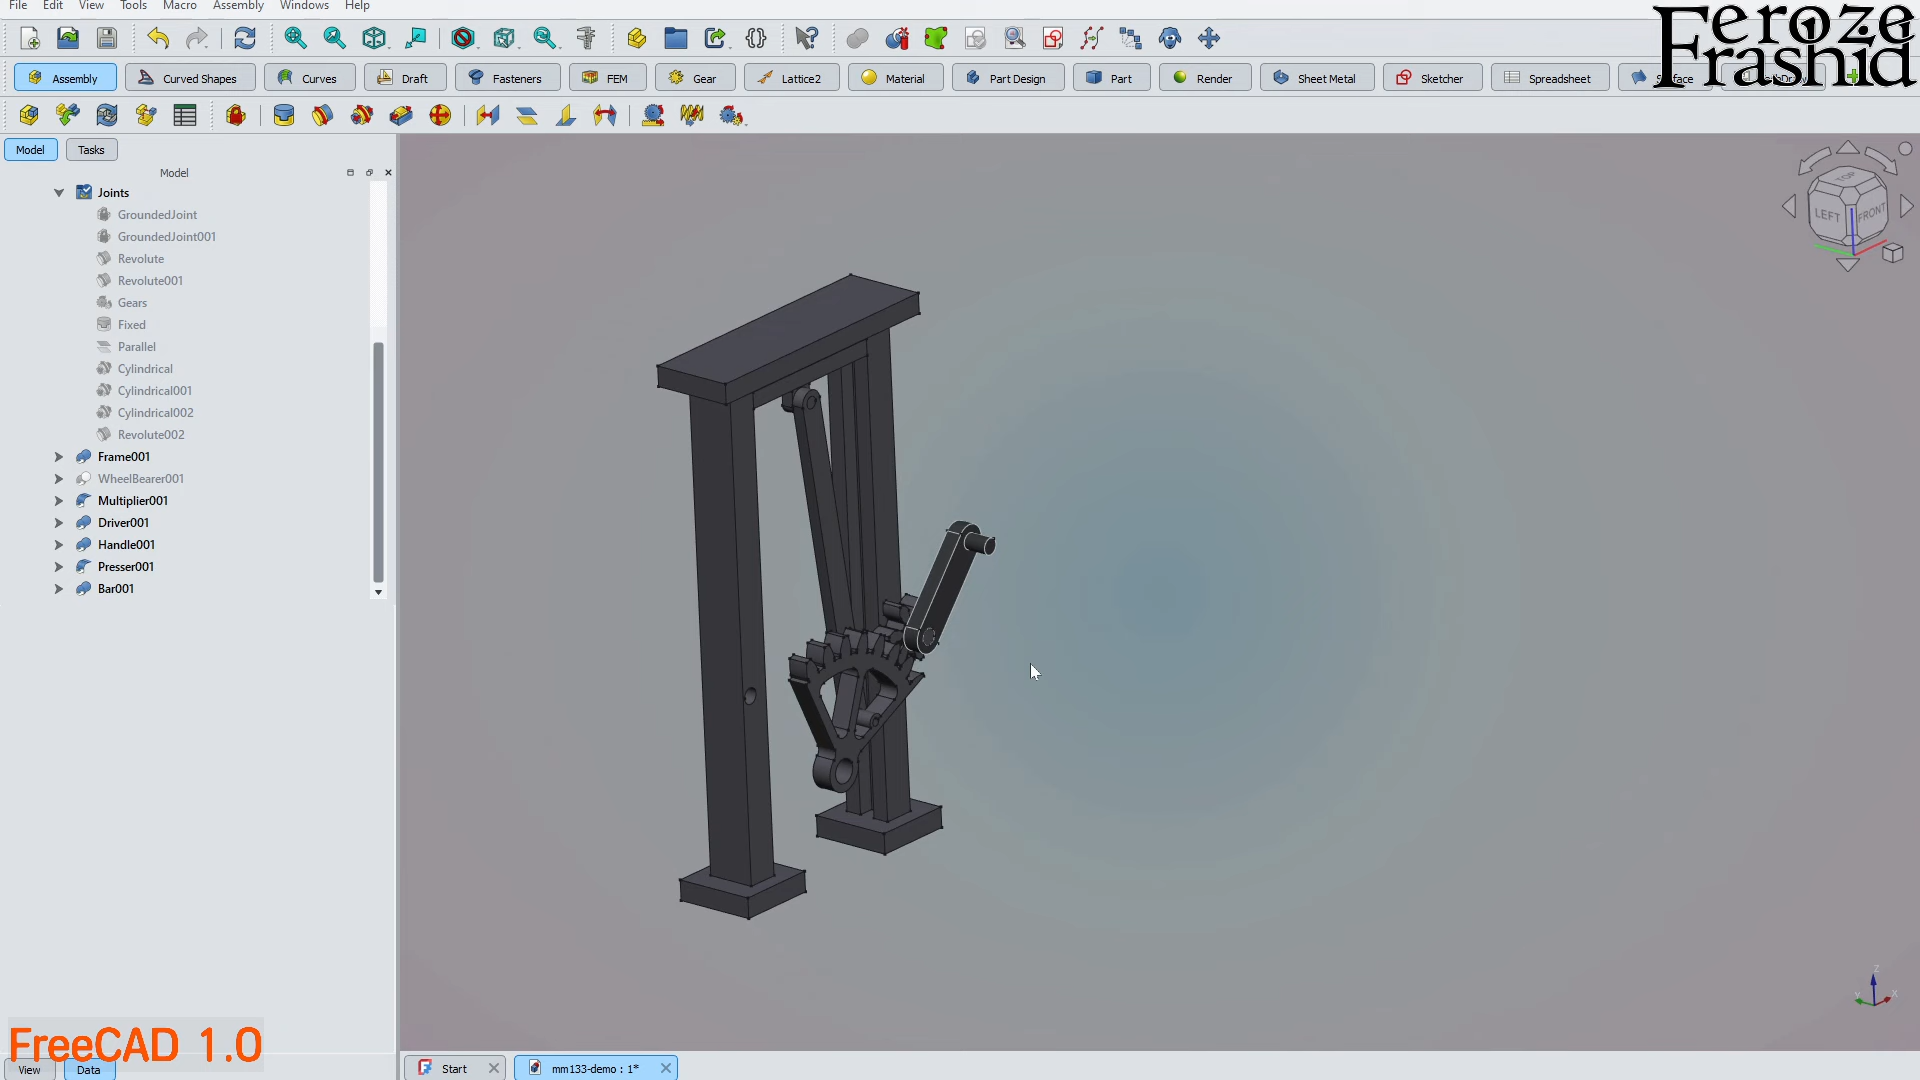 File Edit View Tools Macro Assembly Windows Help
Feroze
Frashid
Assembly Curved Shapes Curves Draft Fasteners FEM Gear Lattice2 Material Part Design Part Render Sheet Metal Sketcher Spreadsheet
Model Tasks
Model
Joints
GroundedJoint
GroundedJoint001
Revolute
Revolute001
Gears
Fixed
Parallel
Cylindrical
Cylindrical001
Cylindrical002
Revolute002
Frame001
WheelBearer001
Multiplier001
Driver001
Handle001
Presser001
Bar001
TOP
LEFT FRONT
Z
Y X
FreeCAD 1.0
View Data
Start mm133-demo : 1*